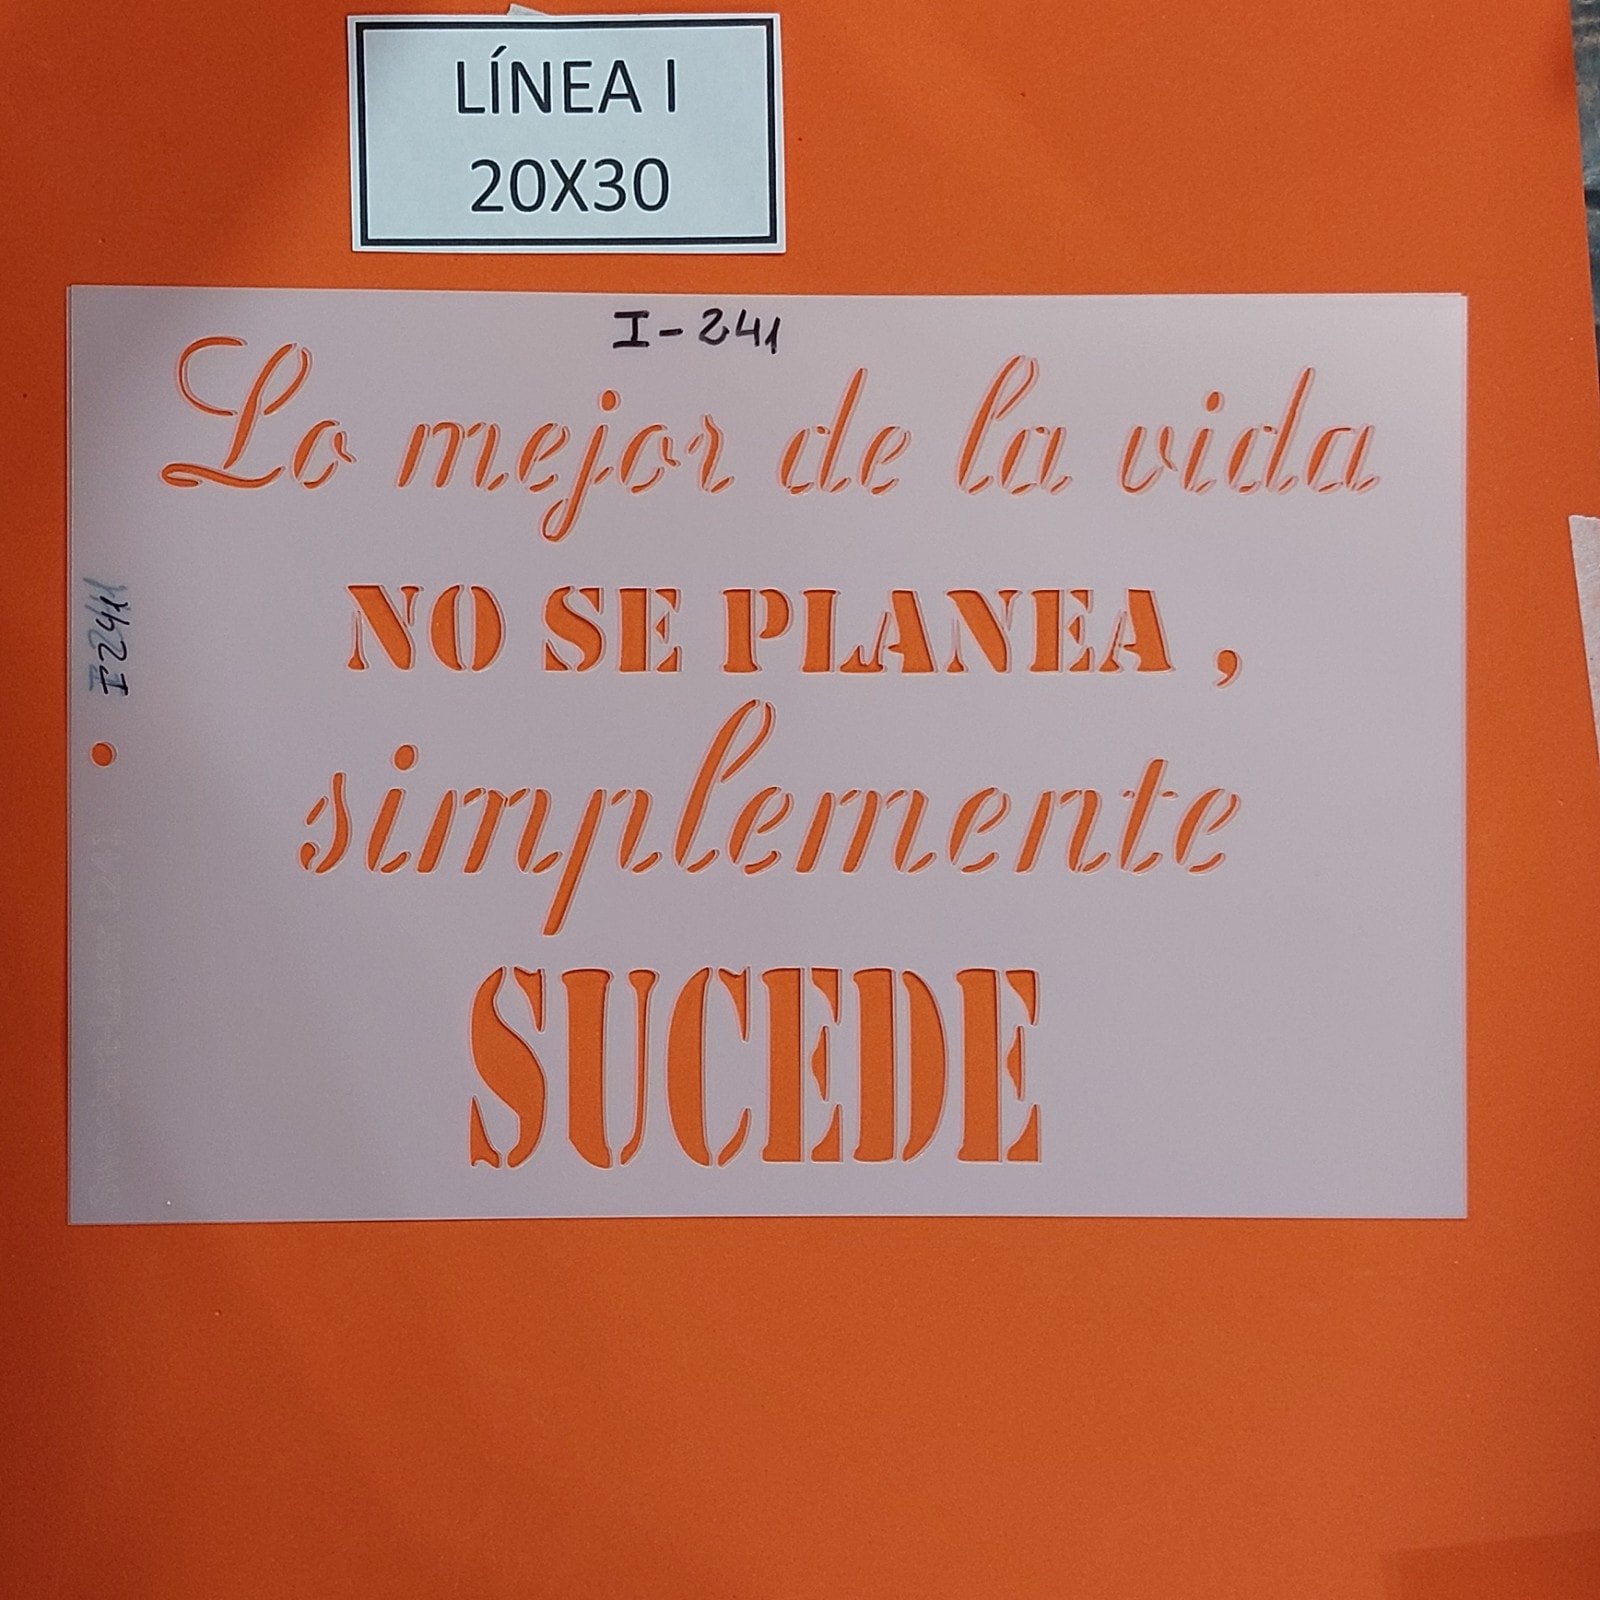 LÍNEA I
20X30
I-241
Lo mejor de la vida
NO SE PLANEA ,
simplemente
SUCEDE
I241